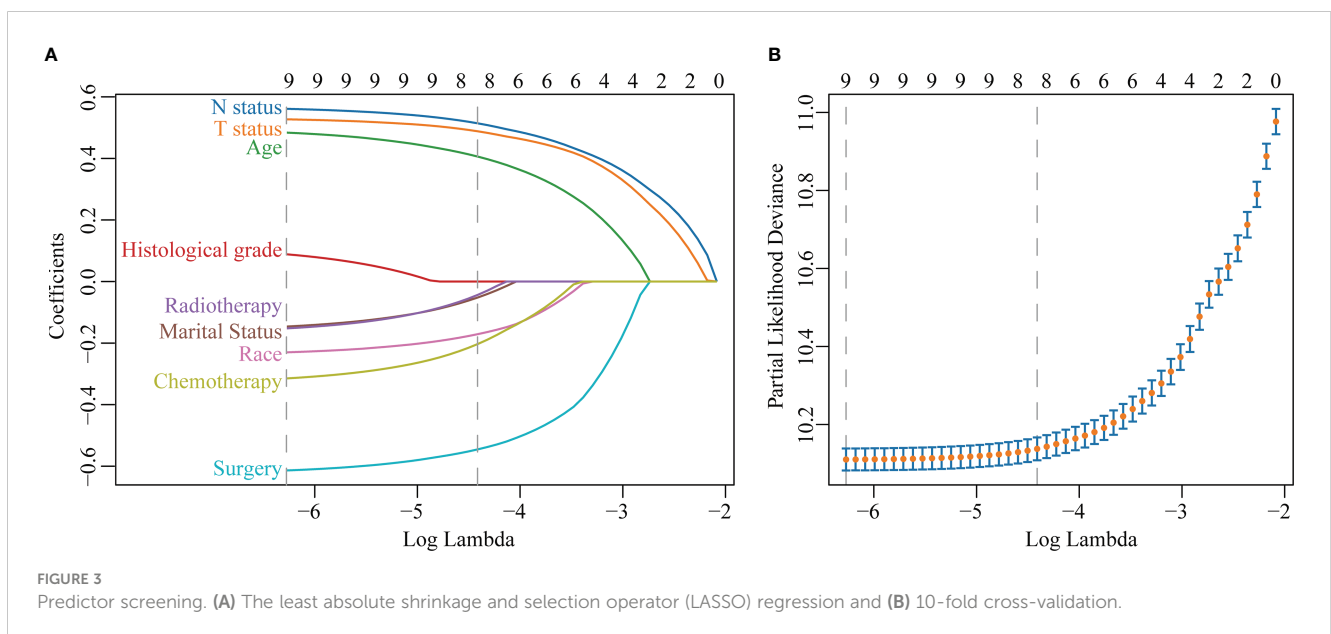 A
9 9 9 9 9 9 8 8 6 6 6 4 4 2 2 0
Coefficients
0.6
0.4
0.2
0.0
−0.2
−0.4
−0.6
N status
T status
Age
Histological grade
Radiotherapy
Marital Status
Race
Chemotherapy
Surgery
−6 −5 −4 −3 −2
Log Lambda
B
9 9 9 9 9 9 8 8 6 6 6 4 4 2 2 0
Partial Likelihood Deviance
11.0
10.8
10.6
10.4
10.2
−6 −5 −4 −3 −2
Log Lambda
FIGURE 3
Predictor screening. (A) The least absolute shrinkage and selection operator (LASSO) regression and (B) 10-fold cross-validation.